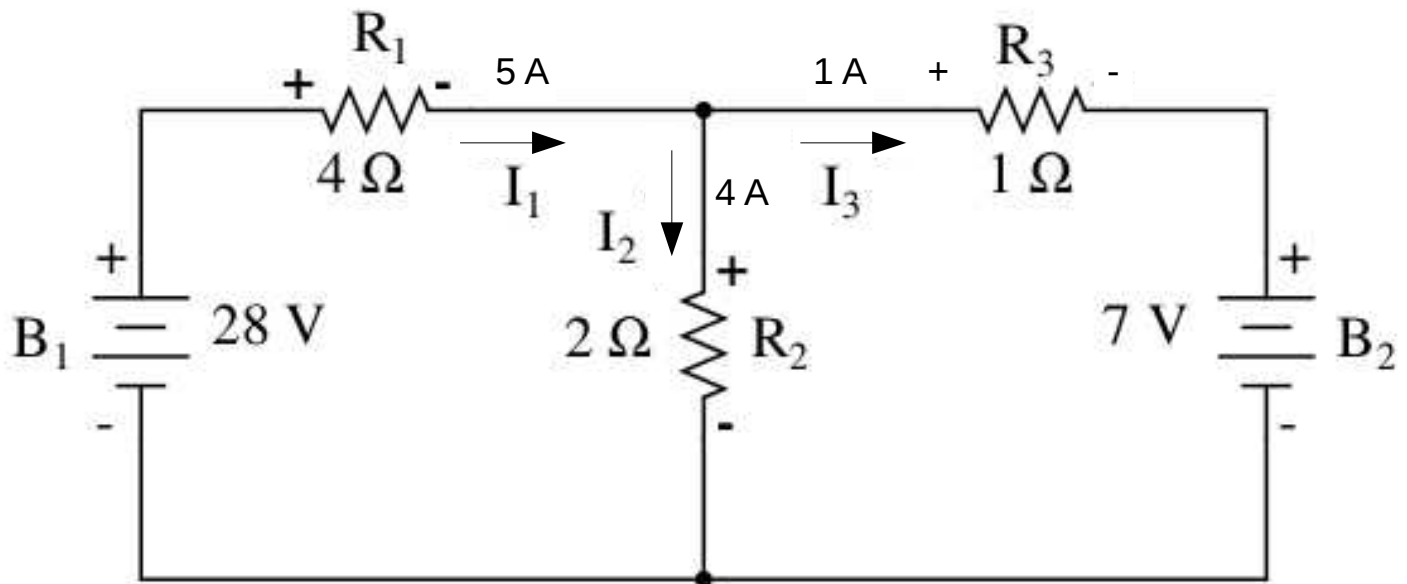 R₁
R₃
+ - 5 A 1 A + -
4 Ω I₁ 4 A I₃ 1 Ω
I₂
+ + +
B₁ 28 V 2 Ω R₂ 7 V B₂
- - -